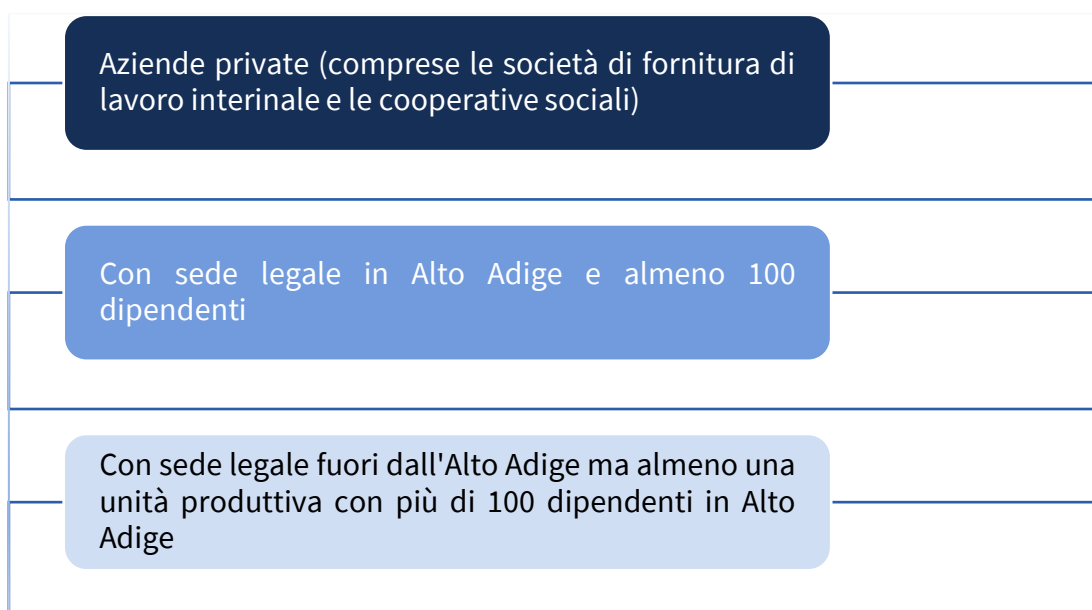 Aziende private (comprese le società di fornitura di
lavoro interinale e le cooperative sociali)
Con sede legale in Alto Adige e almeno 100
dipendenti
Con sede legale fuori dall'Alto Adige ma almeno una
unità produttiva con più di 100 dipendenti in Alto
Adige